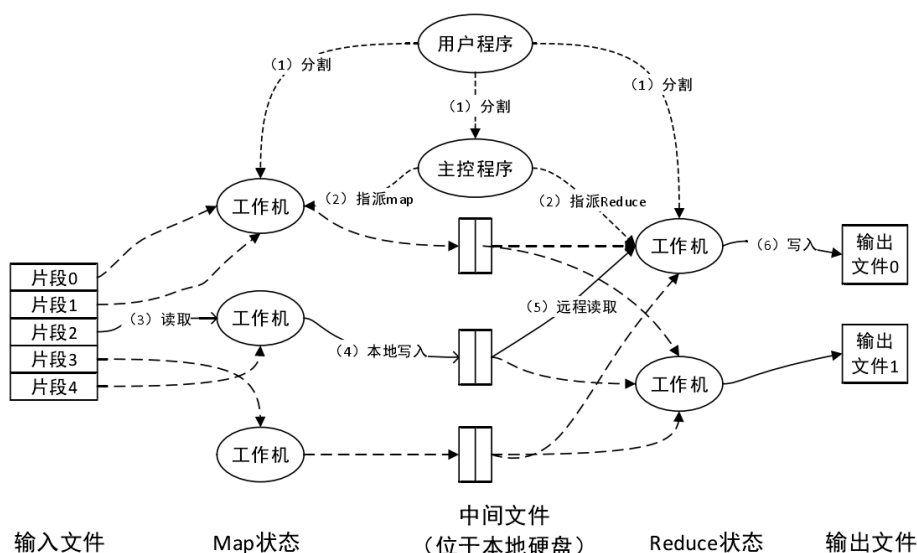 用户程序
（1）分割
（1）分割
（1）分割
主控程序
（2）指派map
（2）指派Reduce
工作机
工作机
（6）写入
输出
文件0
片段0
片段1
片段2
片段3
片段4
（3）读取
工作机
（4）本地写入
（5）远程读取
输出
文件1
工作机
工作机
输入文件
Map状态
中间文件
（位于本地硬盘）
Reduce状态
输出文件